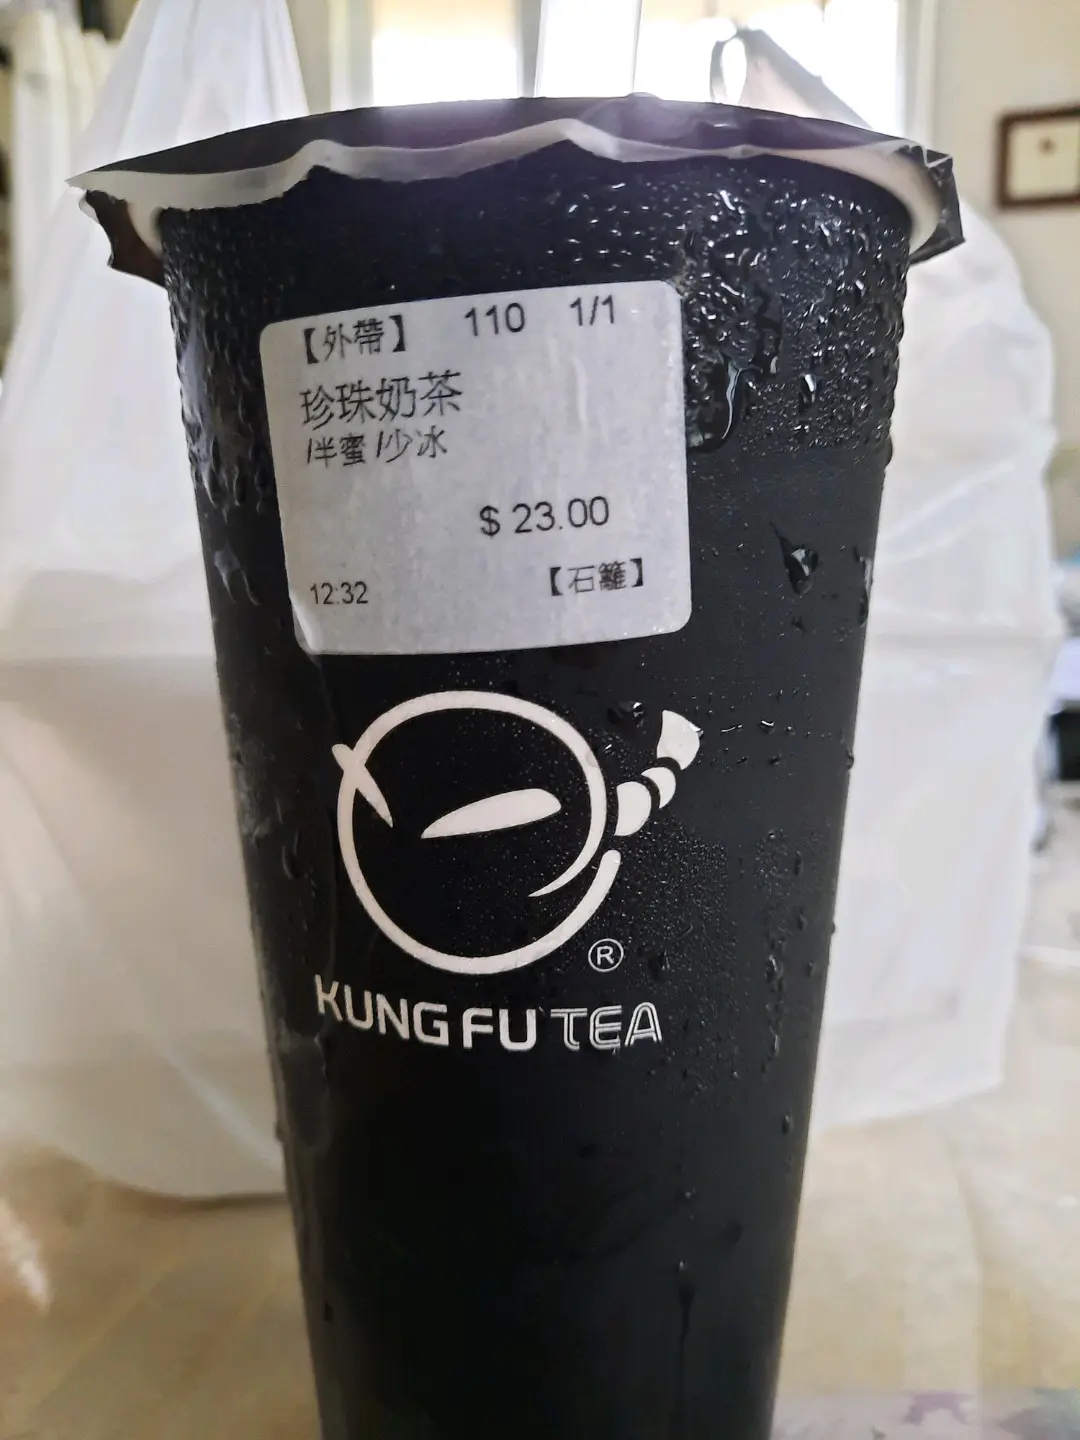 【外帶】 110 1/1
珍珠奶茶
/半蜜 /少冰
$ 23.00
12:32 【石籬】
®
KUNG FU TEA